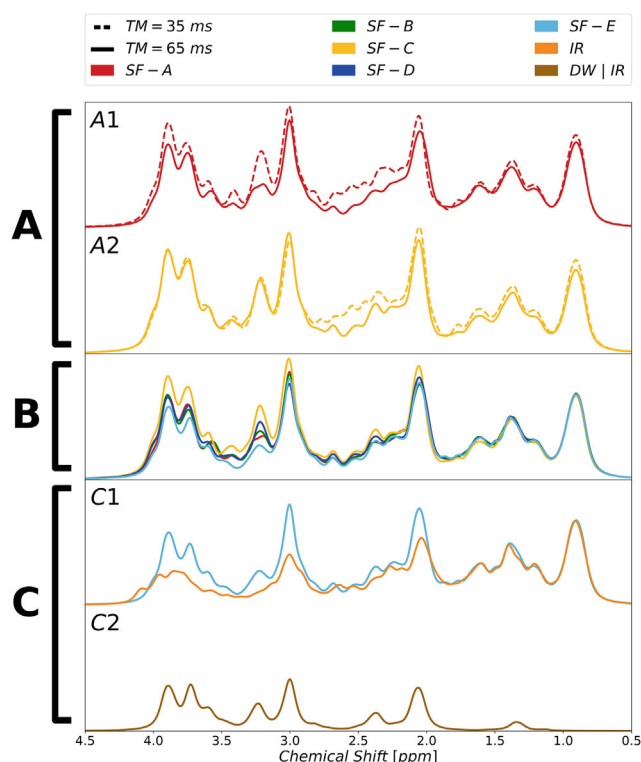 TM = 35 ms SF – B SF – E
TM = 65 ms SF – C IR
SF – A SF – D DW | IR
A
A1
A2
B
C
C1
C2
4.5 4.0 3.5 3.0 2.5 2.0 1.5 1.0 0.5
Chemical Shift [ppm]